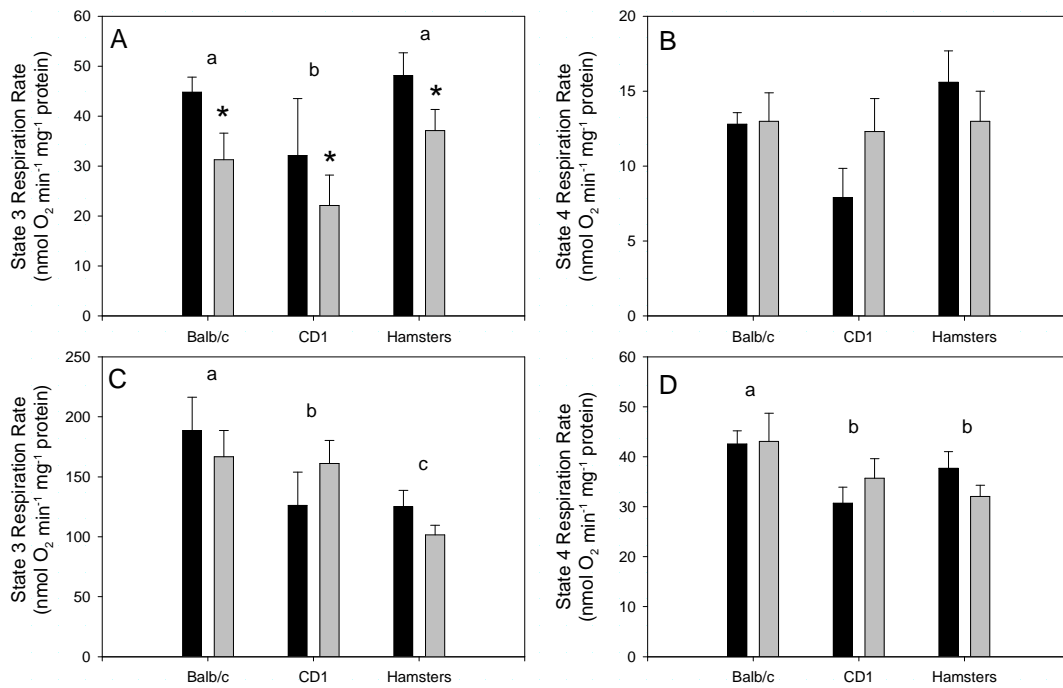 A
State 3 Respiration Rate
(nmol O₂ min⁻¹ mg⁻¹ protein)
60
50
40
30
20
10
0
a
*
b
*
a
*
Balb/c CD1 Hamsters
B
State 4 Respiration Rate
(nmol O₂ min⁻¹ mg⁻¹ protein)
20
15
10
5
0
Balb/c CD1 Hamsters
C
State 3 Respiration Rate
(nmol O₂ min⁻¹ mg⁻¹ protein)
250
200
150
100
50
0
a
b
c
Balb/c CD1 Hamsters
D
State 4 Respiration Rate
(nmol O₂ min⁻¹ mg⁻¹ protein)
60
50
40
30
20
10
0
a
b
b
Balb/c CD1 Hamsters